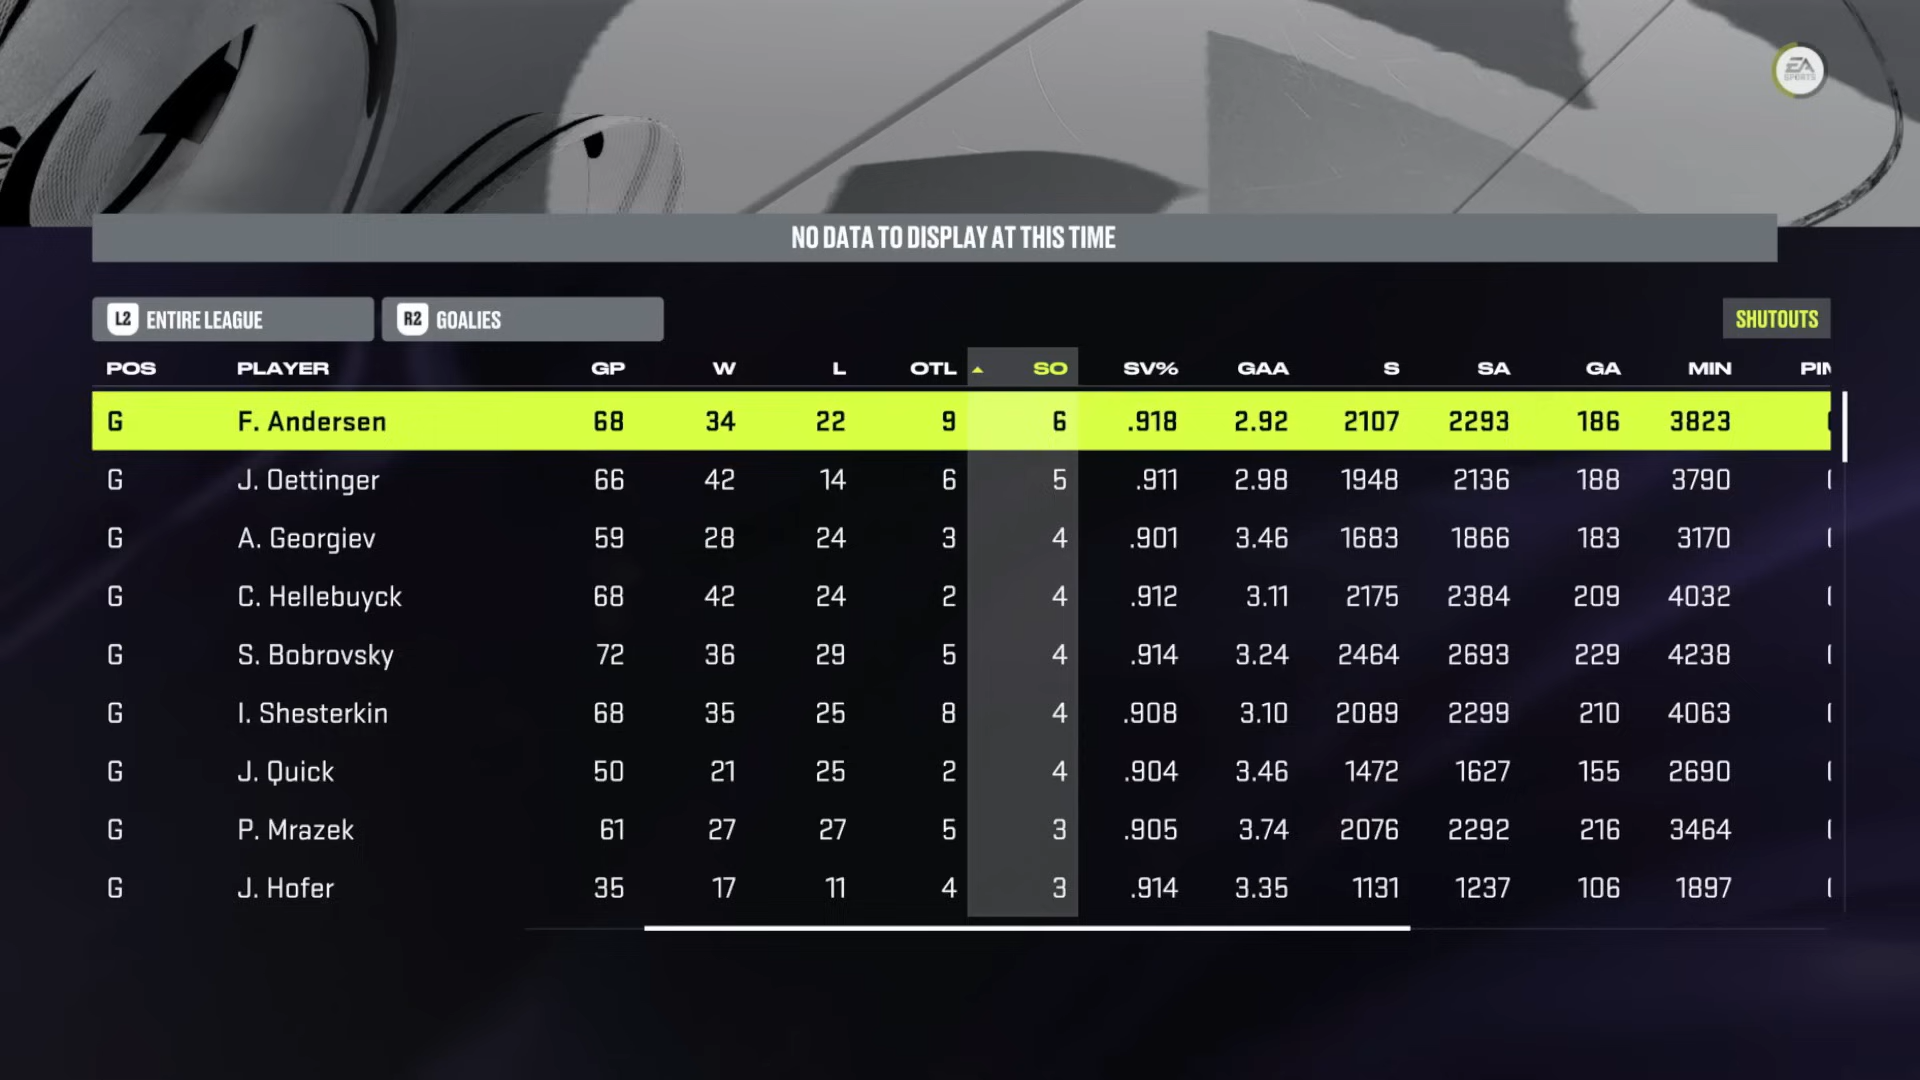 EA SPORTS
NO DATA TO DISPLAY AT THIS TIME
L2 ENTIRE LEAGUE R2 GOALIES SHUTOUTS
POS PLAYER GP W L OTL SO SV% GAA S SA GA MIN
G F. Andersen 68 34 22 9 6 .918 2.92 2107 2293 186 3823
G J. Oettinger 66 42 14 6 5 .911 2.98 1948 2136 188 3790
G A. Georgiev 59 28 24 3 4 .901 3.46 1683 1866 183 3170
G C. Hellebuyck 68 42 24 2 4 .912 3.11 2175 2384 209 4032
G S. Bobrovsky 72 36 29 5 4 .914 3.24 2464 2693 229 4238
G I. Shesterkin 68 35 25 8 4 .908 3.10 2089 2299 210 4063
G J. Quick 50 21 25 2 4 .904 3.46 1472 1627 155 2690
G P. Mrazek 61 27 27 5 3 .905 3.74 2076 2292 216 3464
G J. Hofer 35 17 11 4 3 .914 3.35 1131 1237 106 1897